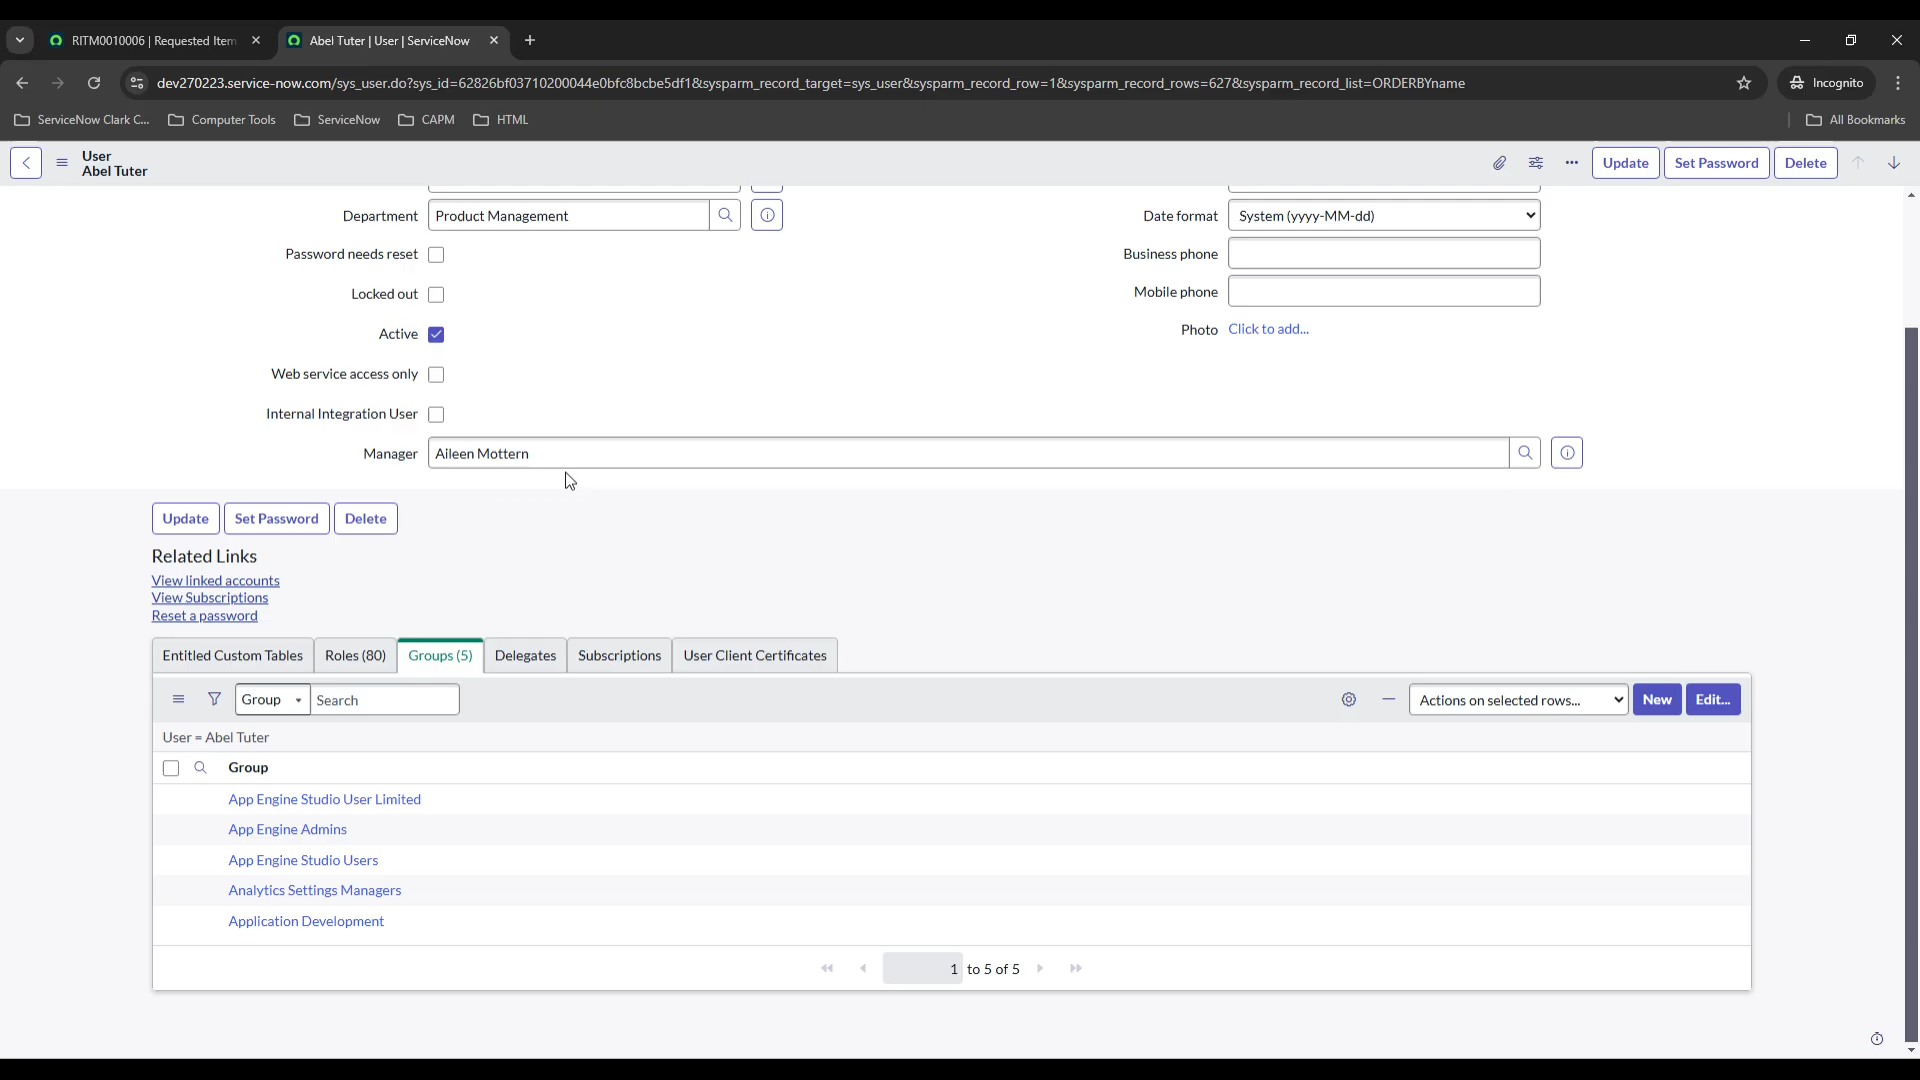 RITM0010006 | Requested Item
Abel Tuter | User | ServiceNow
dev270223.service-now.com/sys_user.do?sys_id=62826bf03710200044e0bfc8bcbe5df1&sysparm_record_target=sys_user&sysparm_record_row=1&sysparm_record_rows=627&sysparm_record_list=ORDERBYname
Incognito
ServiceNow Clark C...
Computer Tools
ServiceNow
CAPM
HTML
All Bookmarks
User
Abel Tuter
Update
Set Password
Delete
Department
Product Management
Date format
System (yyyy-MM-dd)
Password needs reset
Business phone
Locked out
Mobile phone
Active
Photo
Click to add...
Web service access only
Internal Integration User
Manager
Aileen Mottern
Update
Set Password
Delete
Related Links
View linked accounts
View Subscriptions
Reset a password
Entitled Custom Tables
Roles (80)
Groups (5)
Delegates
Subscriptions
User Client Certificates
Group
Search
Actions on selected rows...
New
Edit...
User = Abel Tuter
Group
App Engine Studio User Limited
App Engine Admins
App Engine Studio Users
Analytics Settings Managers
Application Development
1 to 5 of 5